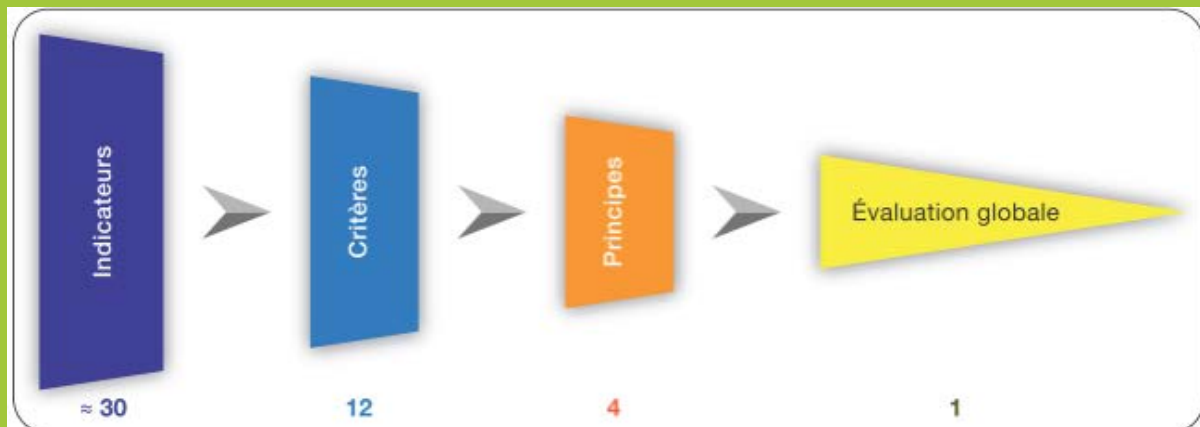 Indicateurs
Critères
Principes
Évaluation globale
≈ 30
12
4
1